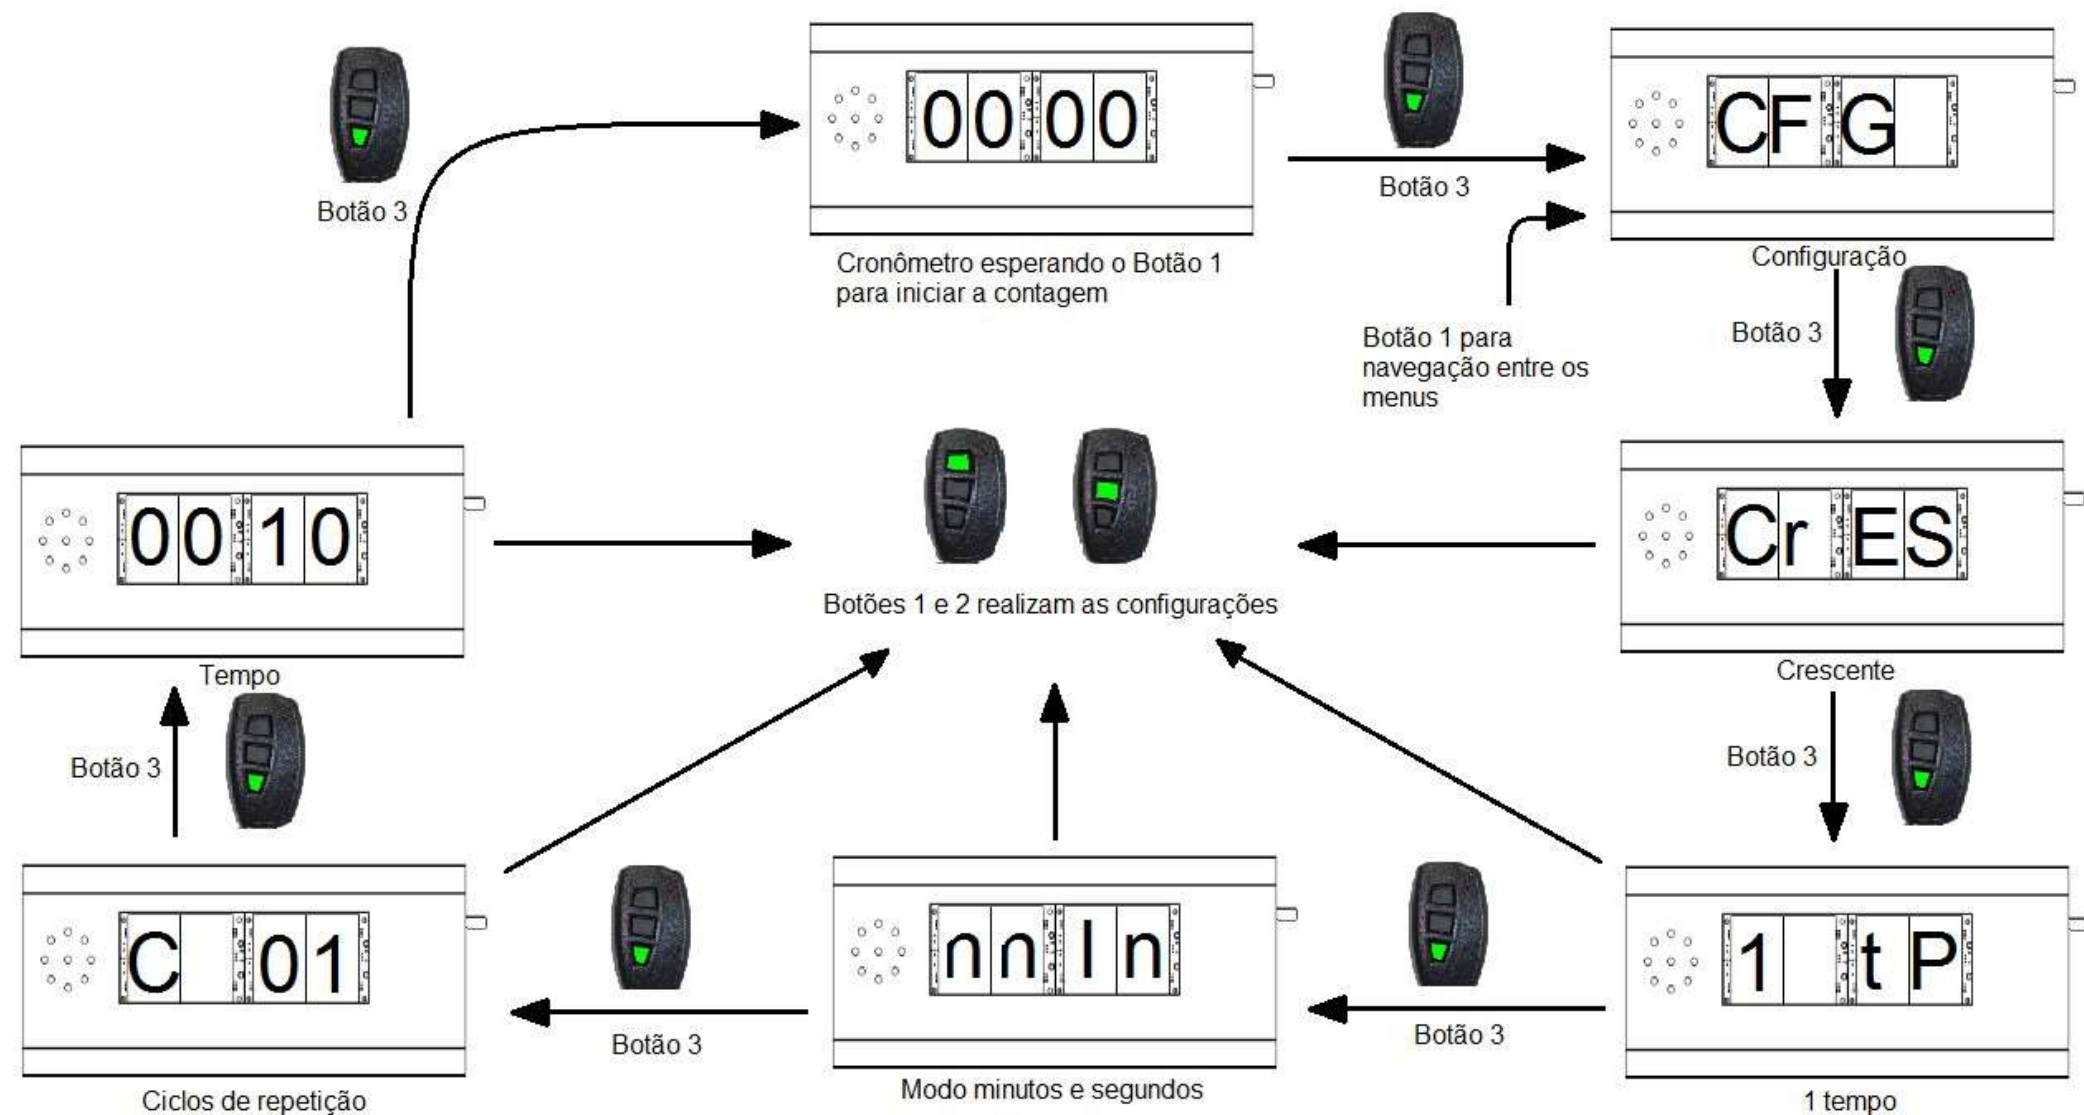 Botão 3
00 00
Cronômetro esperando o Botão 1
para iniciar a contagem
Botão 3
CF G
Configuração
Botão 1 para
navegação entre os
menus
Botão 3
00 10
Tempo
Botões 1 e 2 realizam as configurações
Cr ES
Crescente
Botão 3
Botão 3
C 01
Ciclos de repetição
Botão 3
nn In
Modo minutos e segundos
Botão 3
1 tP
1 tempo